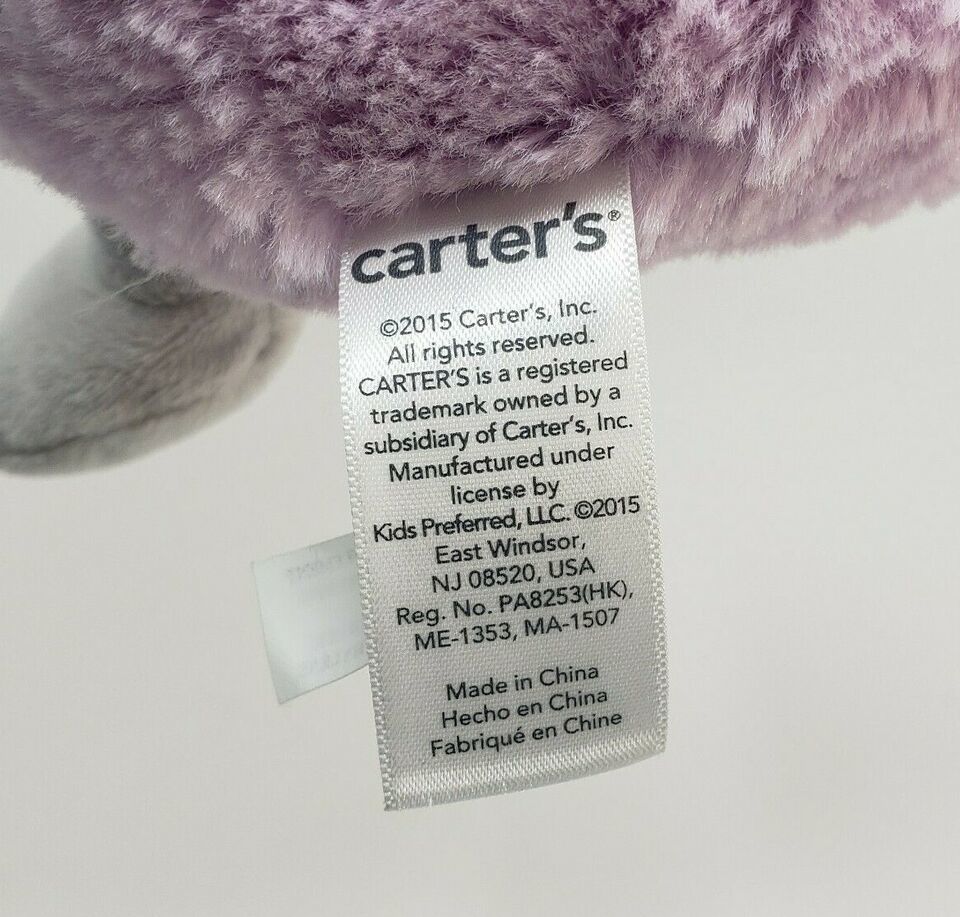 carter's®
©2015 Carter's, Inc.
All rights reserved.
CARTER'S is a registered
trademark owned by a
subsidiary of Carter's, Inc.
Manufactured under
license by
Kids Preferred, LLC. ©2015
East Windsor,
NJ 08520, USA
Reg. No. PA8253(HK),
ME-1353, MA-1507
Made in China
Hecho en China
Fabriqué en Chine